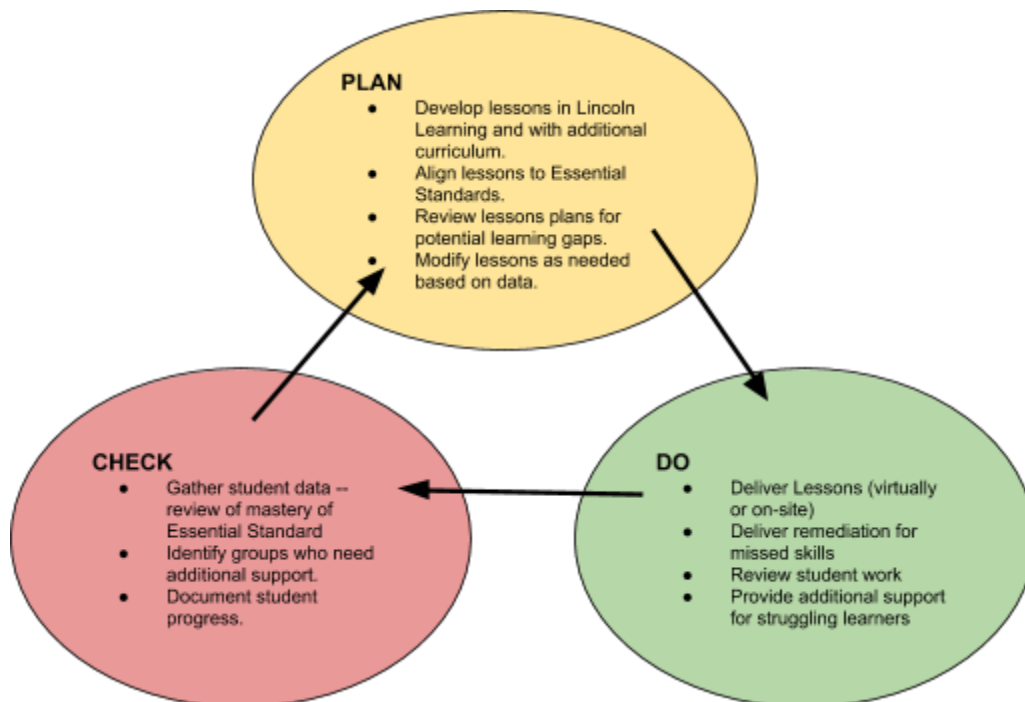 PLAN
● Develop lessons in Lincoln
Learning and with additional
curriculum.
● Align lessons to Essential
Standards.
● Review lessons plans for
potential learning gaps.
● Modify lessons as needed
based on data.
CHECK
● Gather student data --
review of mastery of
Essential Standard
● Identify groups who need
additional support.
● Document student
progress.
DO
● Deliver Lessons (virtually
or on-site)
● Deliver remediation for
missed skills
● Review student work
● Provide additional support
for struggling learners